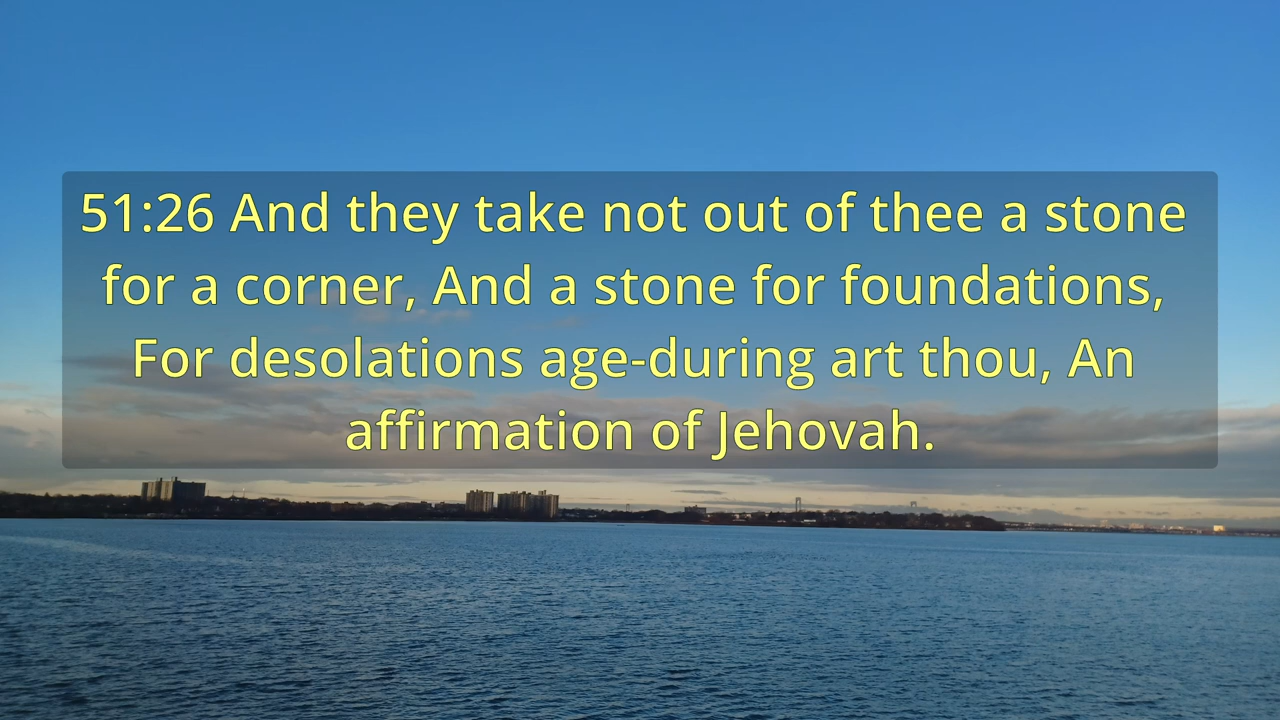 51:26 And they take not out of thee a stone
for a corner, And a stone for foundations,
For desolations age-during art thou, An
affirmation of Jehovah.